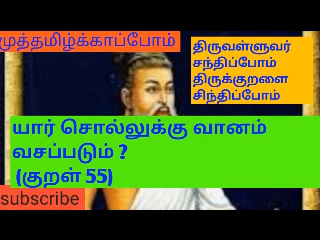 முத்தமிழ்க்காப்போம்
திருவள்ளுவர்
சந்திப்போம்
திருக்குறளை
சிந்திப்போம்
யார் சொல்லுக்கு வானம்
வசப்படும் ?
(குறள் 55)
subscribe